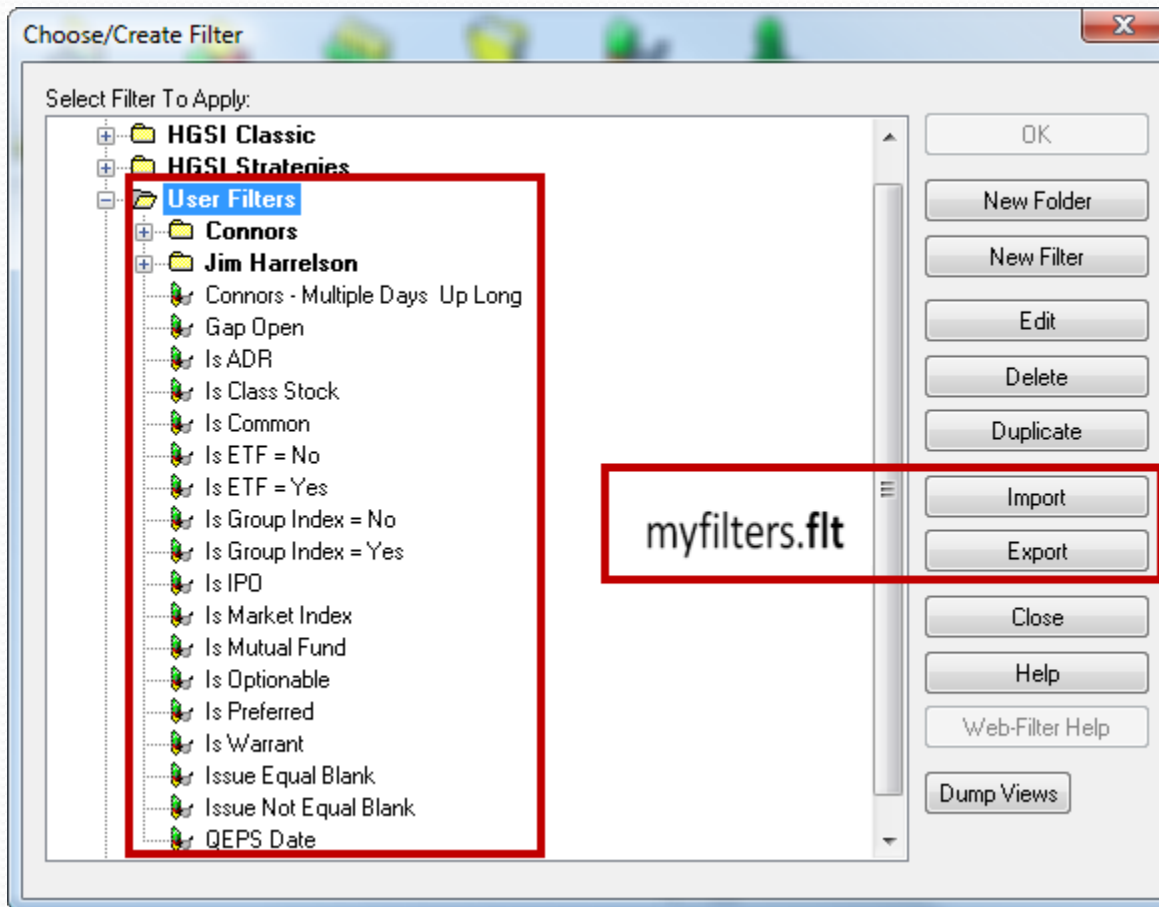 Choose/Create Filter
Select Filter To Apply:
HGSI Classic
HGSI Strategies
User Filters
Connors
Jim Harrelson
Connors - Multiple Days  Up Long
Gap Open
Is ADR
Is Class Stock
Is Common
Is ETF = No
Is ETF = Yes
Is Group Index = No
Is Group Index = Yes
Is IPO
Is Market Index
Is Mutual Fund
Is Optionable
Is Preferred
Is Warrant
Issue Equal Blank
Issue Not Equal Blank
QEPS Date
myfilters.flt
OK
New Folder
New Filter
Edit
Delete
Duplicate
Import
Export
Close
Help
Web-Filter Help
Dump Views